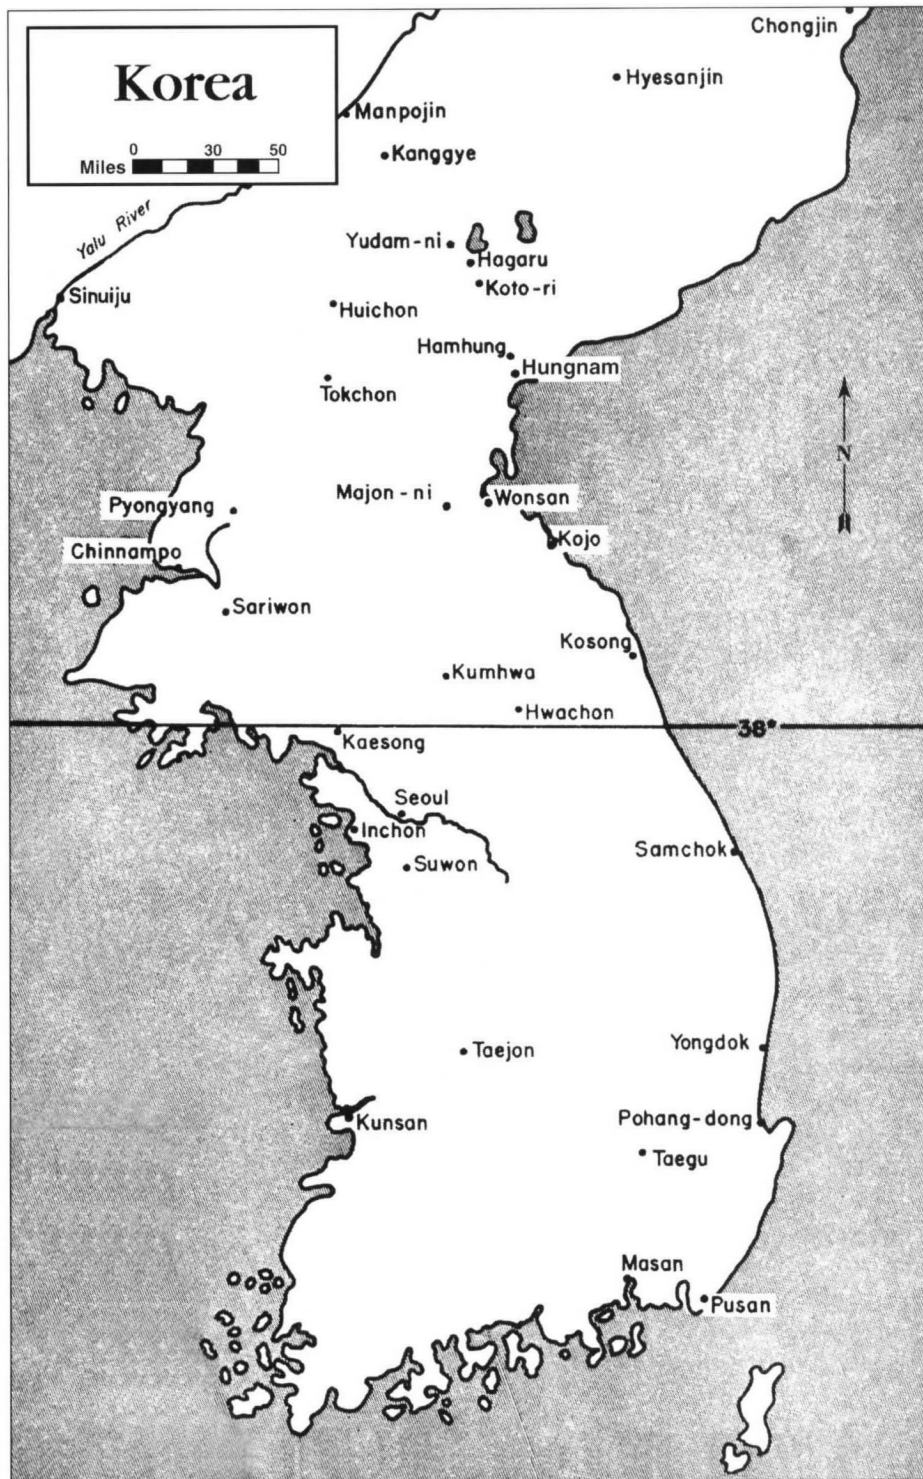 Korea
0 30 50
Miles
Chongjin
Hyesanjin
Manpojin
Kanggye
Yalu River
Yudam-ni
Hagaru
Koto-ri
Sinuiju
Huichon
Hamhung
Hungnam
Tokchon
N
Majon-ni
Wonsan
Pyongyang
Kojo
Chinnampo
Sariwon
Kosong
Kumhwa
Hwachon
38°
Kaesong
Seoul
Inchon
Suwon
Samchok
Taejon
Yongdok
Kunsan
Pohang-dong
Taegu
Masan
Pusan